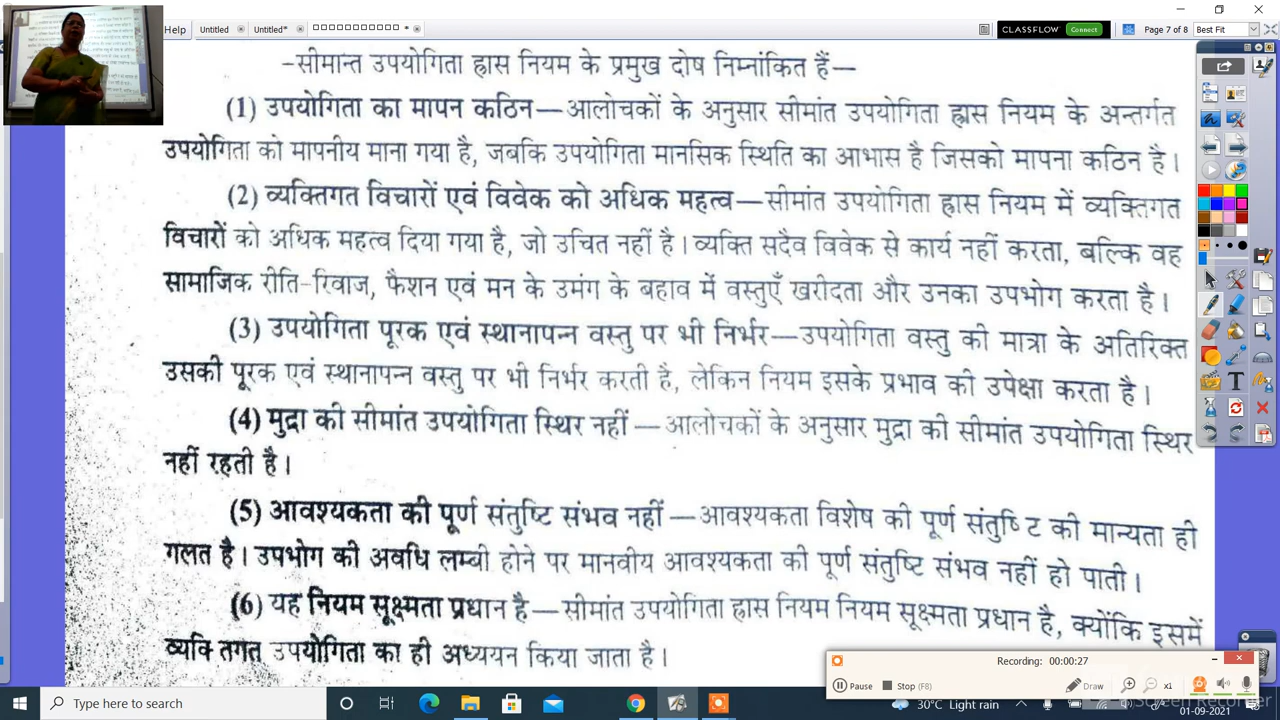 Help Untitled Untitled* □□□□□□□□□□ * CLASSFLOW Connect Page 7 of 8 Best Fit
–सीमान्त उपयोगिता ह्रास नियम के प्रमुख दोष निम्नांकित हैं—
(1) उपयोगिता का मापन कठिन—आलोचकों के अनुसार सीमांत उपयोगिता ह्रास नियम के अन्तर्गत
उपयोगिता को मापनीय माना गया है, जबकि उपयोगिता मानसिक स्थिति का आभास है जिसको मापना कठिन है।
(2) व्यक्तिगत विचारों एवं विवेक को अधिक महत्व—सीमांत उपयोगिता ह्रास नियम में व्यक्तिगत
विचारों को अधिक महत्व दिया गया है, जो उचित नहीं है। व्यक्ति सदैव विवेक से कार्य नहीं करता, बल्कि वह
सामाजिक रीति-रिवाज, फैशन एवं मन के उमंग के बहाव में वस्तुएँ खरीदता और उनका उपभोग करता है।
(3) उपयोगिता पूरक एवं स्थानापन्न वस्तु पर भी निर्भर—उपयोगिता वस्तु की मात्रा के अतिरिक्त
उसकी पूरक एवं स्थानापन्न वस्तु पर भी निर्भर करती है, लेकिन नियम इसके प्रभाव की उपेक्षा करता है।
(4) मुद्रा की सीमांत उपयोगिता स्थिर नहीं—आलोचकों के अनुसार मुद्रा की सीमांत उपयोगिता स्थिर
नहीं रहती है।
(5) आवश्यकता की पूर्ण संतुष्टि संभव नहीं—आवश्यकता विशेष की पूर्ण संतुष्टि की मान्यता ही
गलत है। उपभोग की अवधि लम्बी होने पर मानवीय आवश्यकता की पूर्ण संतुष्टि संभव नहीं हो पाती।
(6) यह नियम सूक्ष्मता प्रधान है—सीमांत उपयोगिता ह्रास नियम नियम सूक्ष्मता प्रधान है, क्योंकि इसमें
व्यक्तिगत उपयोगिता का ही अध्ययन किया जाता है।
Recording: 00:00:27
Pause Stop (F8) Draw x1
Screen Recorder
Type here to search 30°C Light rain
01-09-2021